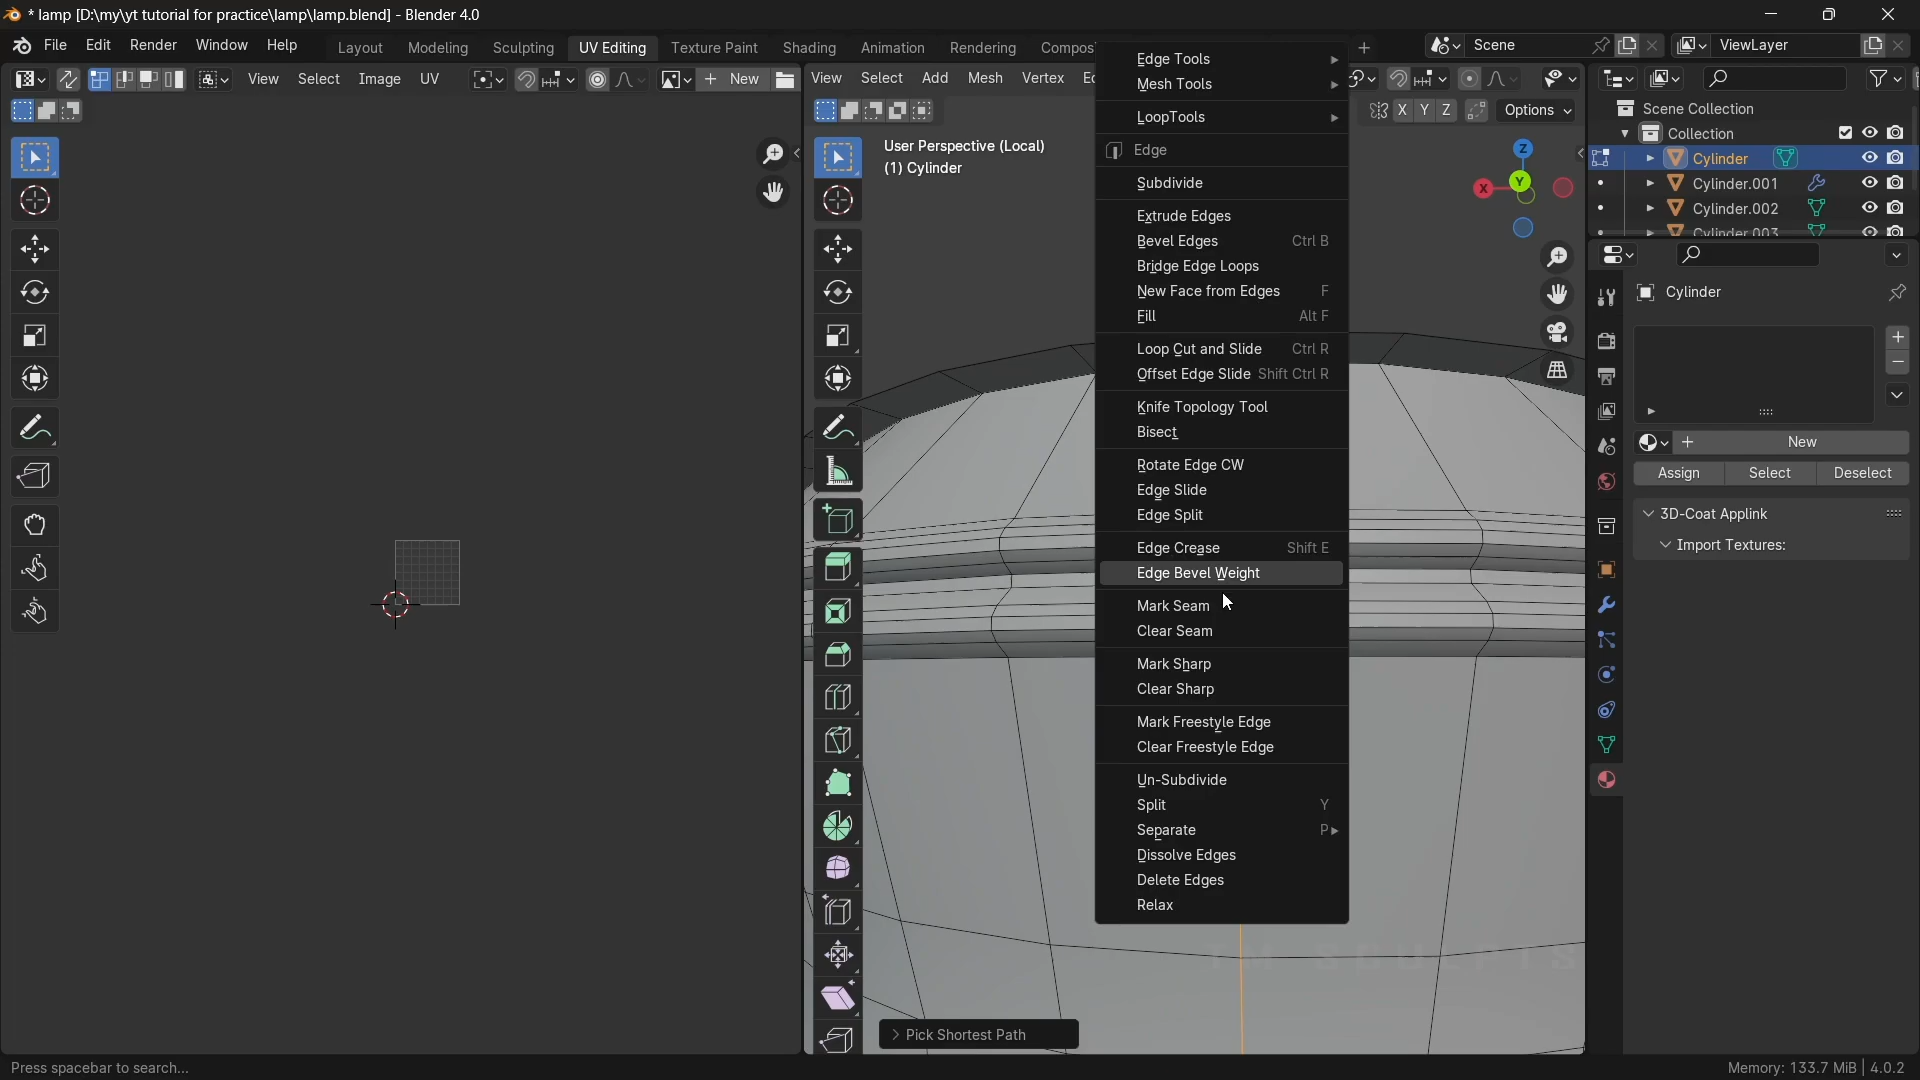 * lamp [D:\my\yt tutorial for practice\lamp\lamp.blend] - Blender 4.0
File Edit Render Window Help Layout Modeling Sculpting UV Editing Texture Paint Shading Animation Rendering Compos + Scene ViewLayer
View Select Image UV + New View Select Add Mesh Vertex Ed
X Y Z Options
User Perspective (Local)
(1) Cylinder
Z
X Y
Edge Tools
Mesh Tools
LoopTools
Edge
Subdivide
Extrude Edges
Bevel Edges Ctrl B
Bridge Edge Loops
New Face from Edges F
Fill Alt F
Loop Cut and Slide Ctrl R
Offset Edge Slide Shift Ctrl R
Knife Topology Tool
Bisect
Rotate Edge CW
Edge Slide
Edge Split
Edge Crease Shift E
Edge Bevel Weight
Mark Seam
Clear Seam
Mark Sharp
Clear Sharp
Mark Freestyle Edge
Clear Freestyle Edge
Un-Subdivide
Split Y
Separate P
Dissolve Edges
Delete Edges
Relax
TM SCULPTS
Pick Shortest Path
Scene Collection
Collection
Cylinder
Cylinder.001
Cylinder.002
Cylinder.003
Cylinder
+ New
Assign Select Deselect
3D-Coat Applink
Import Textures:
Press spacebar to search...
Memory: 133.7 MiB | 4.0.2